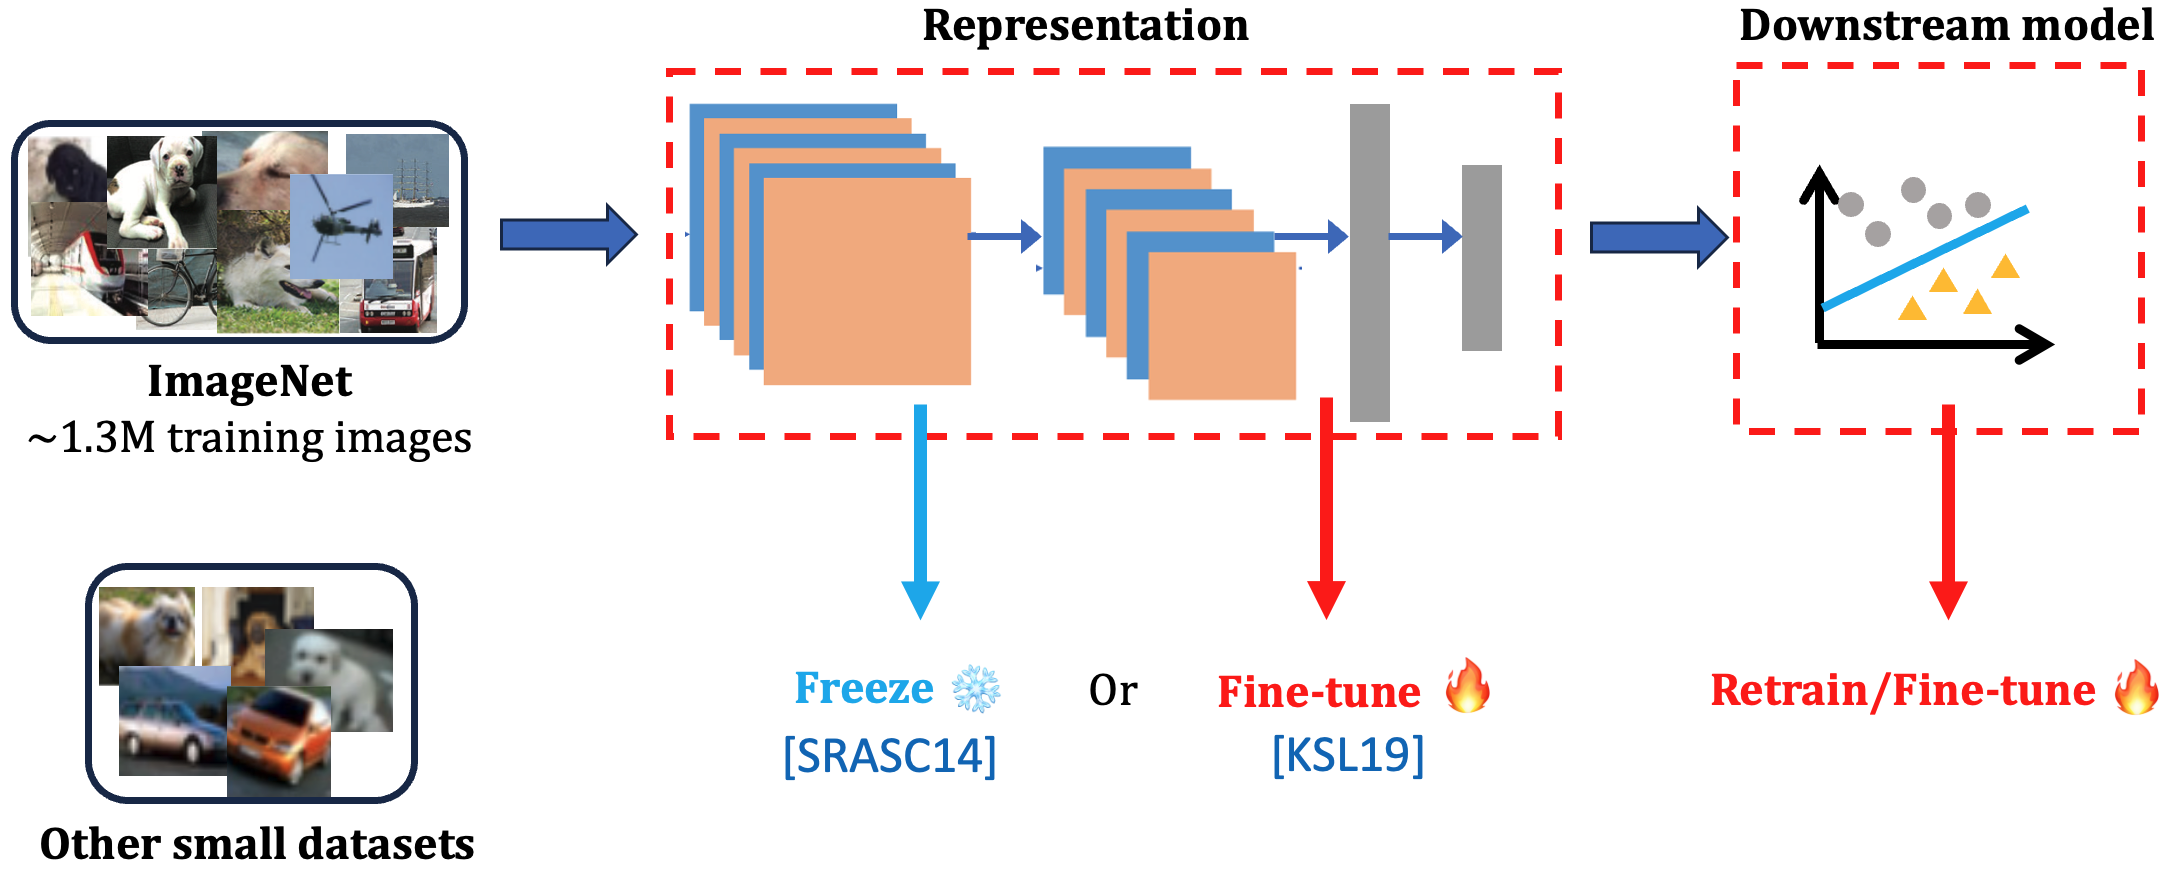 Representation
Downstream model
ImageNet
~1.3M training images
Freeze Or Fine-tune Retrain/Fine-tune
[SRASC14] [KSL19]
Other small datasets